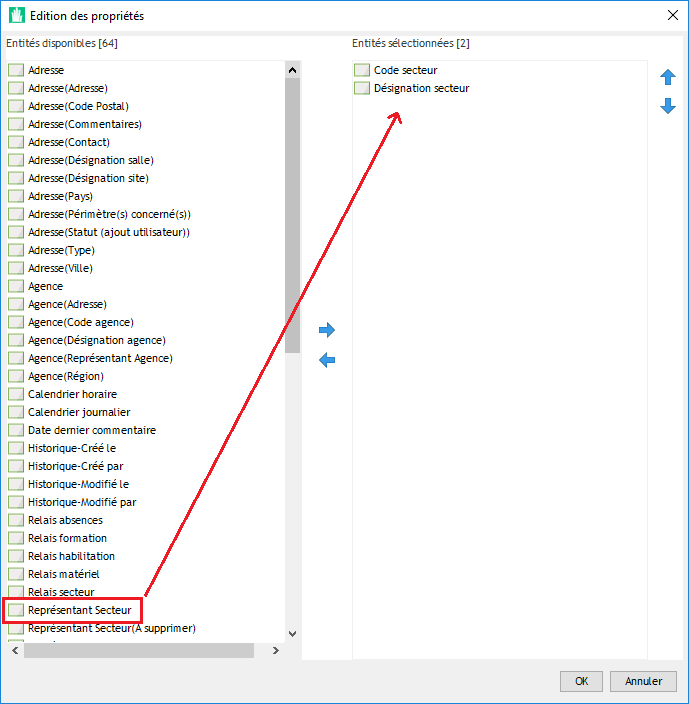 Edition des propriétés
Entités disponibles [64]
Adresse
Adresse(Adresse)
Adresse(Code Postal)
Adresse(Commentaires)
Adresse(Contact)
Adresse(Désignation salle)
Adresse(Désignation site)
Adresse(Pays)
Adresse(Périmètre(s) concerné(s))
Adresse(Statut (ajout utilisateur))
Adresse(Type)
Adresse(Ville)
Agence
Agence(Adresse)
Agence(Code agence)
Agence(Désignation agence)
Agence(Représentant Agence)
Agence(Région)
Calendrier horaire
Calendrier journalier
Date dernier commentaire
Historique-Créé le
Historique-Créé par
Historique-Modifié le
Historique-Modifié par
Relais absences
Relais formation
Relais habilitation
Relais matériel
Relais secteur
Représentant Secteur
Représentant Secteur(A supprimer)
Entités sélectionnées [2]
Code secteur
Désignation secteur
OK
Annuler